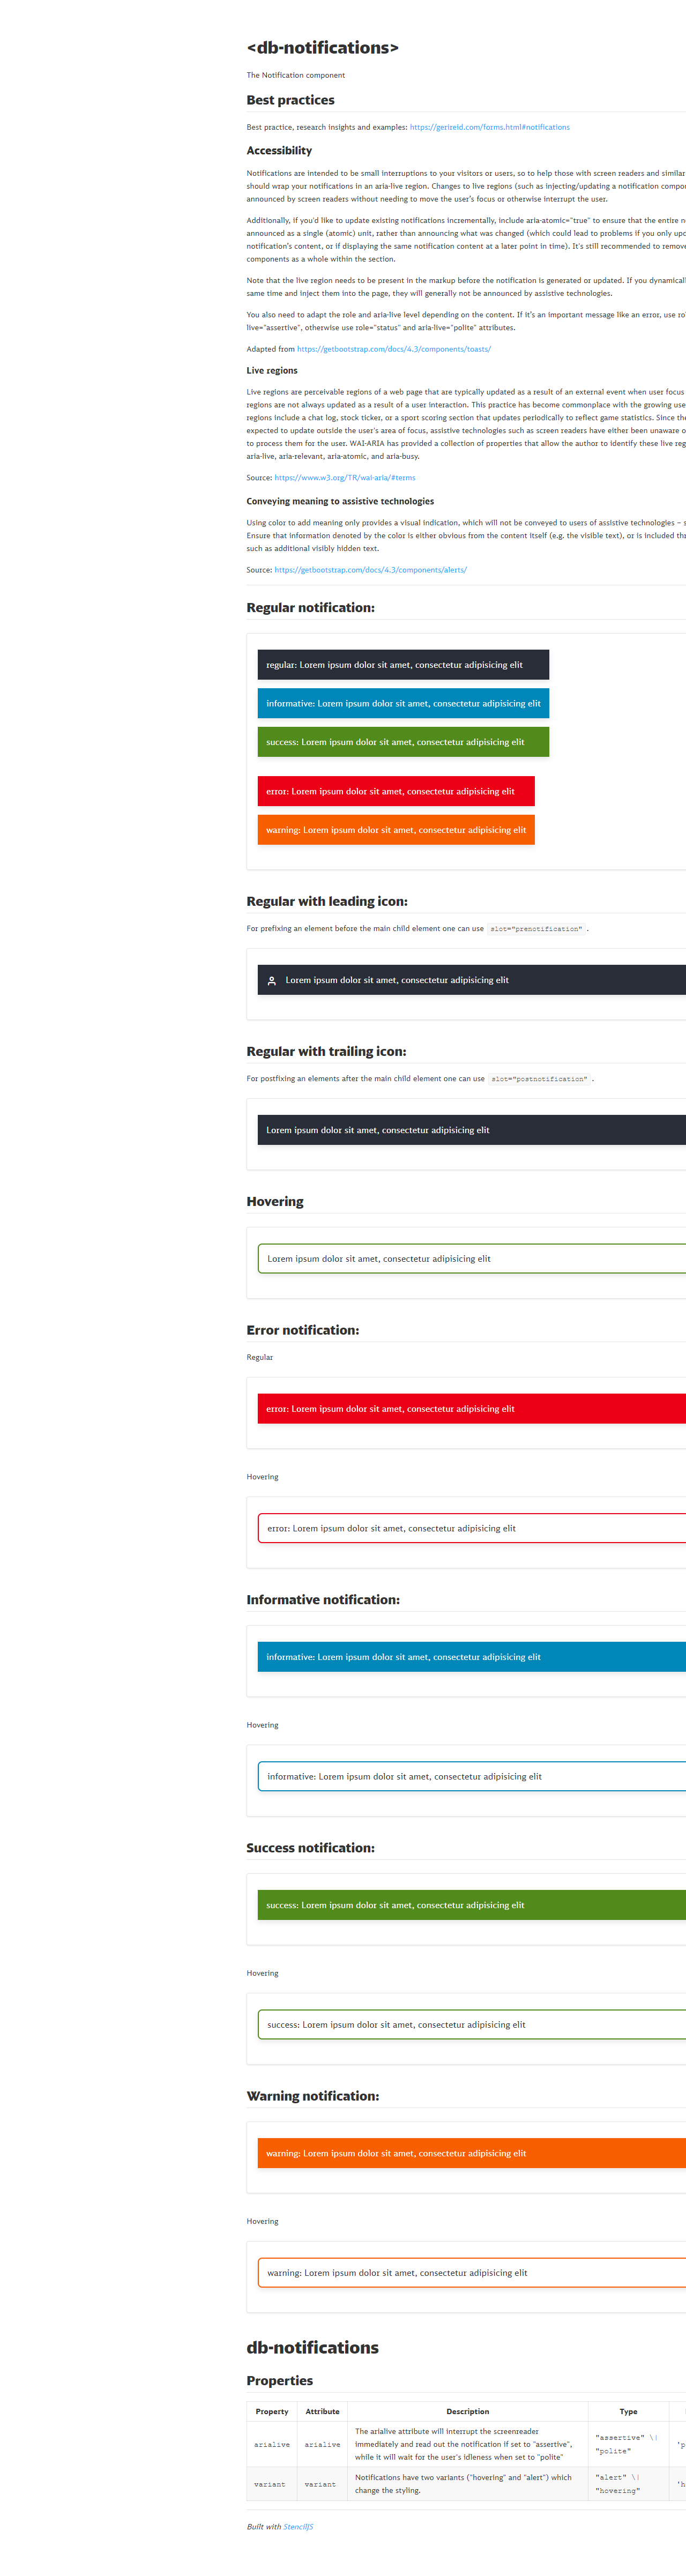 <db-notifications>
The Notification component
Best practices
Best practice, research insights and examples: https://gerireid.com/forms.html#notifications
Accessibility
Notifications are intended to be small interruptions to your visitors or users, so to help those with screen readers and similar
should wrap your notifications in an aria-live region. Changes to live regions (such as injecting/updating a notification compo
announced by screen readers without needing to move the user's focus or otherwise interrupt the user.
Additionally, if you'd like to update existing notifications incrementally, include aria-atomic="true" to ensure that the entire n
announced as a single (atomic) unit, rather than announcing what was changed (which could lead to problems if you only upd
notification's content, or if displaying the same notification content at a later point in time). It's still recommended to remove
components as a whole within the section.
Note that the live region needs to be present in the markup before the notification is generated or updated. If you dynamicall
same time and inject them into the page, they will generally not be announced by assistive technologies.
You also need to adapt the role and aria-live level depending on the content. If it's an important message like an error, use ro
live="assertive", otherwise use role="status" and aria-live="polite" attributes.
Adapted from https://getbootstrap.com/docs/4.3/components/toasts/
Live regions
Live regions are perceivable regions of a web page that are typically updated as a result of an external event when user focus
regions are not always updated as a result of a user interaction. This practice has become commonplace with the growing use
regions include a chat log, stock ticker, or a sport scoring section that updates periodically to reflect game statistics. Since the
expected to update outside the user's area of focus, assistive technologies such as screen readers have either been unaware o
to process them for the user. WAI-ARIA has provided a collection of properties that allow the author to identify these live reg
aria-live, aria-relevant, aria-atomic, and aria-busy.
Source: https://www.w3.org/TR/wai-aria/#terms
Conveying meaning to assistive technologies
Using color to add meaning only provides a visual indication, which will not be conveyed to users of assistive technologies – s
Ensure that information denoted by the color is either obvious from the content itself (e.g. the visible text), or is included thr
such as additional visibly hidden text.
Source: https://getbootstrap.com/docs/4.3/components/alerts/
Regular notification:
regular: Lorem ipsum dolor sit amet, consectetur adipisicing elit
informative: Lorem ipsum dolor sit amet, consectetur adipisicing elit
success: Lorem ipsum dolor sit amet, consectetur adipisicing elit
error: Lorem ipsum dolor sit amet, consectetur adipisicing elit
warning: Lorem ipsum dolor sit amet, consectetur adipisicing elit
Regular with leading icon:
For prefixing an element before the main child element one can use slot="prenotification" .
Lorem ipsum dolor sit amet, consectetur adipisicing elit
Regular with trailing icon:
For postfixing an elements after the main child element one can use slot="postnotification" .
Lorem ipsum dolor sit amet, consectetur adipisicing elit
Hovering
Lorem ipsum dolor sit amet, consectetur adipisicing elit
Error notification:
Regular
error: Lorem ipsum dolor sit amet, consectetur adipisicing elit
Hovering
error: Lorem ipsum dolor sit amet, consectetur adipisicing elit
Informative notification:
informative: Lorem ipsum dolor sit amet, consectetur adipisicing elit
Hovering
informative: Lorem ipsum dolor sit amet, consectetur adipisicing elit
Success notification:
success: Lorem ipsum dolor sit amet, consectetur adipisicing elit
Hovering
success: Lorem ipsum dolor sit amet, consectetur adipisicing elit
Warning notification:
warning: Lorem ipsum dolor sit amet, consectetur adipisicing elit
Hovering
warning: Lorem ipsum dolor sit amet, consectetur adipisicing elit
db-notifications
Properties
Property Attribute Description Type
The arialive attribute will interrupt the screenreader
arialive arialive immediately and read out the notification if set to "assertive", "assertive" \| 'p
while it will wait for the user's idleness when set to "polite" "polite"
variant variant Notifications have two variants ("hovering" and "alert") which "alert" \| 'h
change the styling. "hovering"
Built with StencilJS